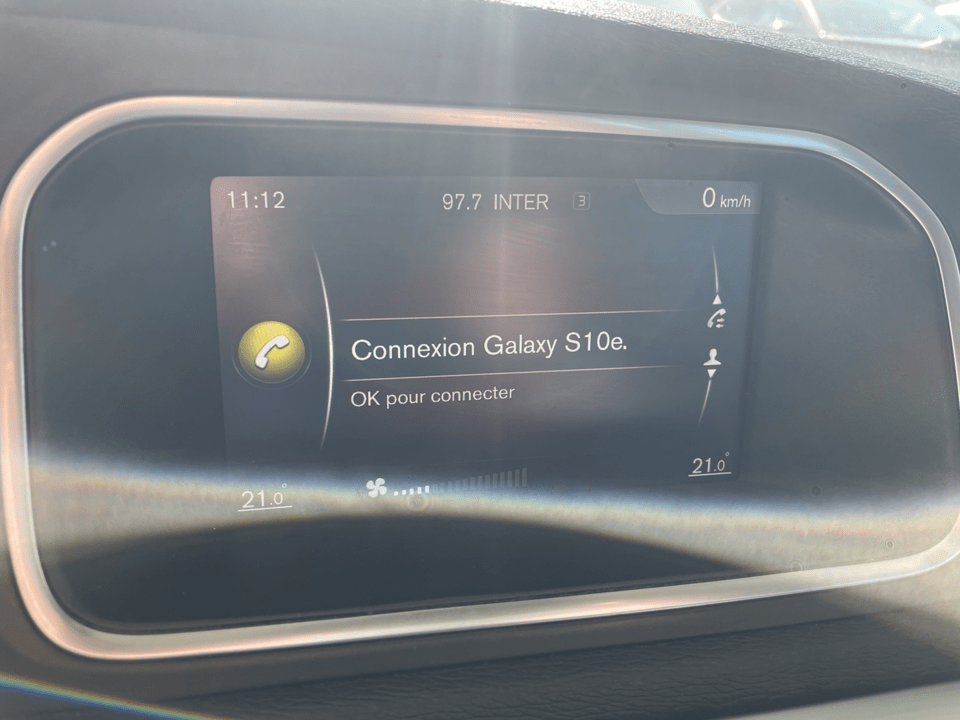 11:12 97.7 INTER 3 0 km/h
Connexion Galaxy S10e.
OK pour connecter
21.0° 21.0°